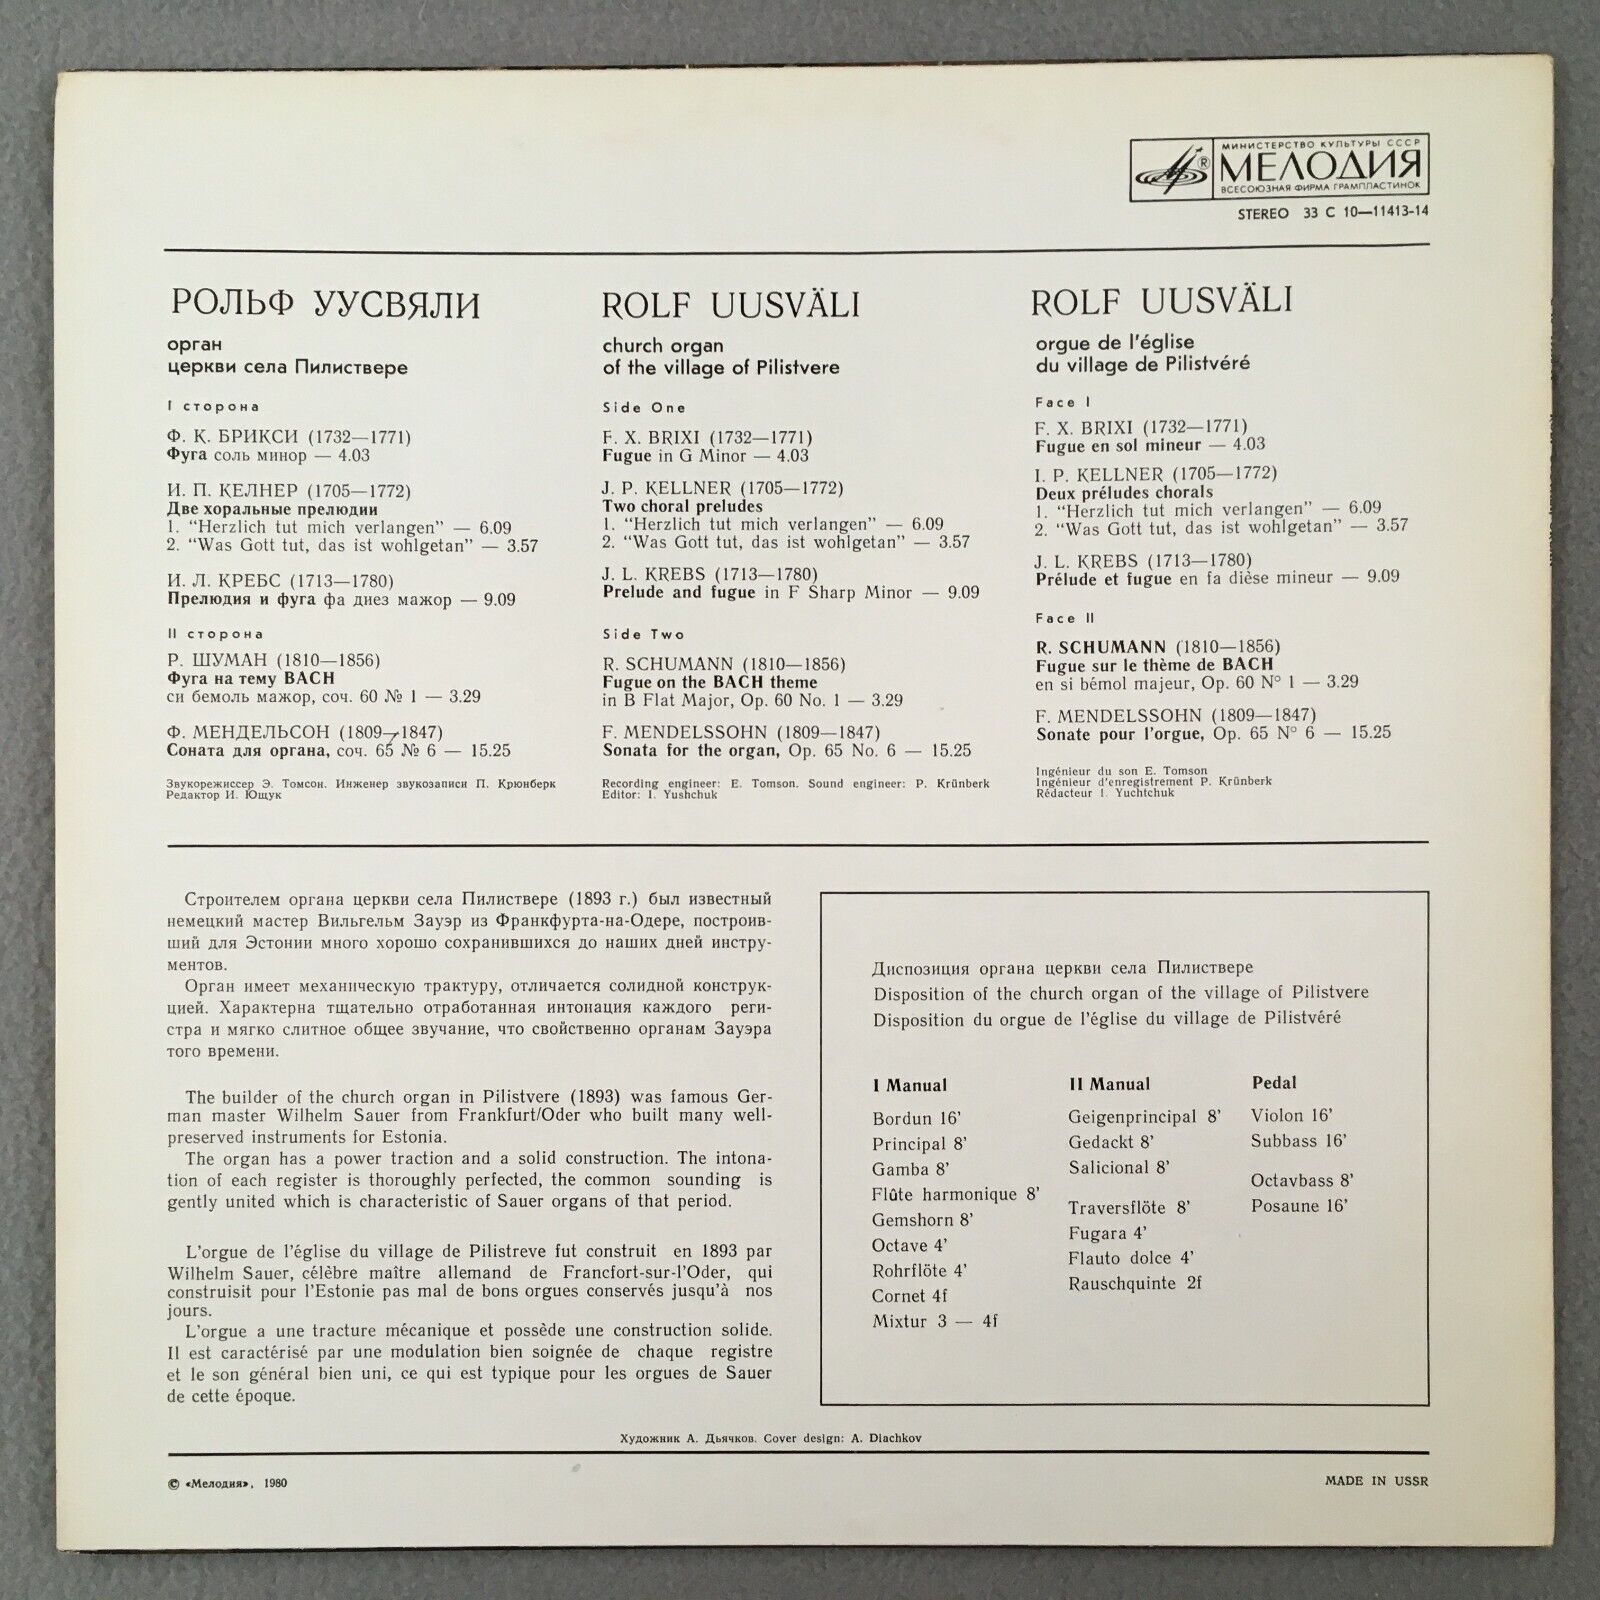 МИНИСТЕРСТВО КУЛЬТУРЫ СССР
МЕЛОДИЯ
ВСЕСОЮЗНАЯ ФИРМА ГРАМПЛАСТИНОК
STEREO 33 С 10—11413-14
РОЛЬФ УУСВЯЛИ
орган
церкви села Пилиствере
I сторона
Ф. К. БРИКСИ (1732—1771)
Фуга соль минор — 4.03
И. П. КЕЛНЕР (1705—1772)
Две хоральные прелюдии
1. “Herzlich tut mich verlangen” — 6.09
2. “Was Gott tut, das ist wohlgetan” — 3.57
И. Л. КРЕБС (1713—1780)
Прелюдия и фуга фа диез мажор — 9.09
II сторона
Р. ШУМАН (1810—1856)
Фуга на тему BACH
си бемоль мажор, соч. 60 № 1 — 3.29
Ф. МЕНДЕЛЬСОН (1809—1847)
Соната для органа, соч. 65 № 6 — 15.25
Звукорежиссер Э. Томсон. Инженер звукозаписи П. Крюнберк
Редактор И. Ющук
ROLF UUSVÄLI
church organ
of the village of Pilistvere
Side One
F. X. BRIXI (1732—1771)
Fugue in G Minor — 4.03
J. P. KELLNER (1705—1772)
Two choral preludes
1. “Herzlich tut mich verlangen” — 6.09
2. “Was Gott tut, das ist wohlgetan” — 3.57
J. L. KREBS (1713—1780)
Prelude and fugue in F Sharp Minor — 9.09
Side Two
R. SCHUMANN (1810—1856)
Fugue on the BACH theme
in B Flat Major, Op. 60 No. 1 — 3.29
F. MENDELSSOHN (1809—1847)
Sonata for the organ, Op. 65 No. 6 — 15.25
Recording engineer: E. Tomson. Sound engineer: P. Krünberk
Editor: I. Yushchuk
ROLF UUSVÄLI
orgue de l'église
du village de Pilistvéré
Face I
F. X. BRIXI (1732—1771)
Fugue en sol mineur — 4.03
I. P. KELLNER (1705—1772)
Deux préludes chorals
1. “Herzlich tut mich verlangen” — 6.09
2. “Was Gott tut, das ist wohlgetan” — 3.57
J. L. KREBS (1713—1780)
Prélude et fugue en fa dièse mineur — 9.09
Face II
R. SCHUMANN (1810—1856)
Fugue sur le thème de BACH
en si bémol majeur, Op. 60 N° 1 — 3.29
F. MENDELSSOHN (1809—1847)
Sonate pour l'orgue, Op. 65 N° 6 — 15.25
Ingénieur du son E. Tomson
Ingénieur d'enregistrement P. Krünberk
Rédacteur I. Yuchtchuk
Строителем органа церкви села Пилиствере (1893 г.) был известный
немецкий мастер Вильгельм Зауэр из Франкфурта-на-Одере, построив-
ший для Эстонии много хорошо сохранившихся до наших дней инстру-
ментов.
Орган имеет механическую трактуру, отличается солидной конструк-
цией. Характерна тщательно отработанная интонация каждого реги-
стра и мягко слитное общее звучание, что свойственно органам Зауэра
того времени.
The builder of the church organ in Pilistvere (1893) was famous Ger-
man master Wilhelm Sauer from Frankfurt/Oder who built many well-
preserved instruments for Estonia.
The organ has a power traction and a solid construction. The intona-
tion of each register is thoroughly perfected, the common sounding is
gently united which is characteristic of Sauer organs of that period.
L'orgue de l'église du village de Pilistreve fut construit en 1893 par
Wilhelm Sauer, célèbre maître allemand de Francfort-sur-l'Oder, qui
construisit pour l'Estonie pas mal de bons orgues conservés jusqu'à nos
jours.
L'orgue a une tracture mécanique et possède une construction solide.
Il est caractérisé par une modulation bien soignée de chaque registre
et le son général bien uni, ce qui est typique pour les orgues de Sauer
de cette époque.
Диспозиция органа церкви села Пилиствере
Disposition of the church organ of the village of Pilistvere
Disposition du orgue de l'église du village de Pilistvéré
I Manual
Bordun 16'
Principal 8'
Gamba 8'
Flûte harmonique 8'
Gemshorn 8'
Octave 4'
Rohrflöte 4'
Cornet 4f
Mixtur 3 — 4f
II Manual
Geigenprincipal 8'
Gedackt 8'
Salicional 8'
Traversflöte 8'
Fugara 4'
Flauto dolce 4'
Rauschquinte 2f
Pedal
Violon 16'
Subbass 16'
Octavbass 8'
Posaune 16'
Художник А. Дьячков. Cover design: A. Diachkov
© «Мелодия», 1980
MADE IN USSR